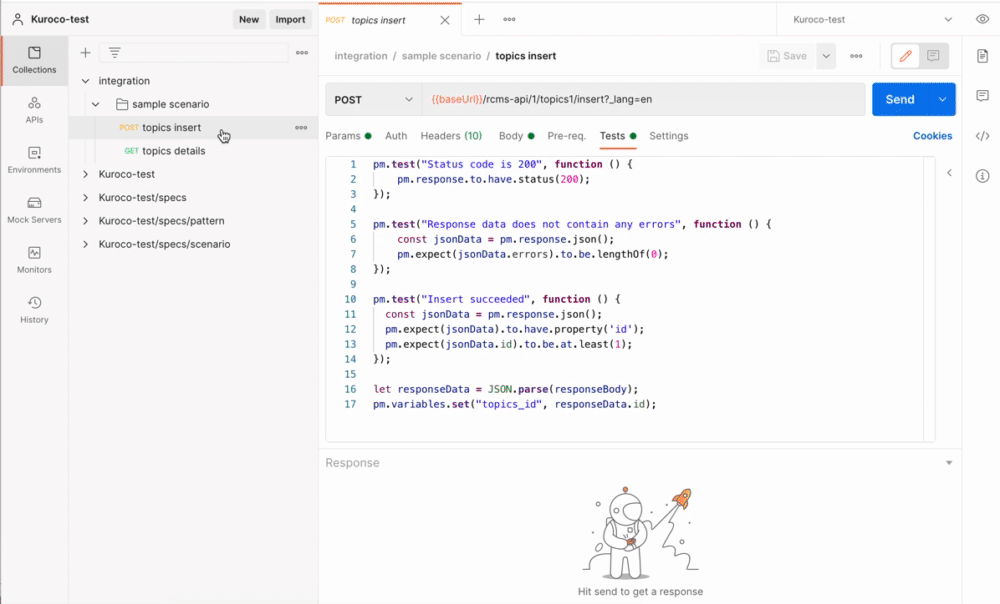 Kuroco-test
New
Import
POST topics insert
Kuroco-test
Collections
APIs
Environments
Mock Servers
Monitors
History
integration
sample scenario
POST topics insert
GET topics details
Kuroco-test
Kuroco-test/specs
Kuroco-test/specs/pattern
Kuroco-test/specs/scenario
integration / sample scenario / topics insert
Save
POST
{{baseUrl}}/rcms-api/1/topics1/insert?_lang=en
Send
Params
Auth
Headers (10)
Body
Pre-req.
Tests
Settings
Cookies
1 pm.test("Status code is 200", function () {
2 pm.response.to.have.status(200);
3 });
4
5 pm.test("Response data does not contain any errors", function () {
6 const jsonData = pm.response.json();
7 pm.expect(jsonData.errors).to.be.lengthOf(0);
8 });
9
10 pm.test("Insert succeeded", function () {
11 const jsonData = pm.response.json();
12 pm.expect(jsonData).to.have.property('id');
13 pm.expect(jsonData.id).to.be.at.least(1);
14 });
15
16 let responseData = JSON.parse(responseBody);
17 pm.variables.set("topics_id", responseData.id);
Response
Hit send to get a response